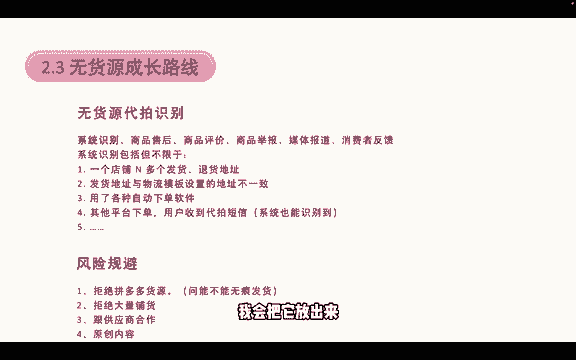 2.3 无货源成长路线
无货源代拍识别
系统识别、商品售后、商品评价、商品举报、媒体报道、消费者反馈
系统识别包括但不限于：
1. 一个店铺 N 多个发货、退货地址
2. 发货地址与物流模板设置的地址不一致
3. 用了各种自动下单软件
4. 其他平台下单，用户收到代拍短信（系统也能识别到）
5. ......
风险规避
1、拒绝拼多多货源。（问能不能无痕发货）
2、拒绝大量铺货
我会把它放出来
3、跟供应商合作
4、原创内容